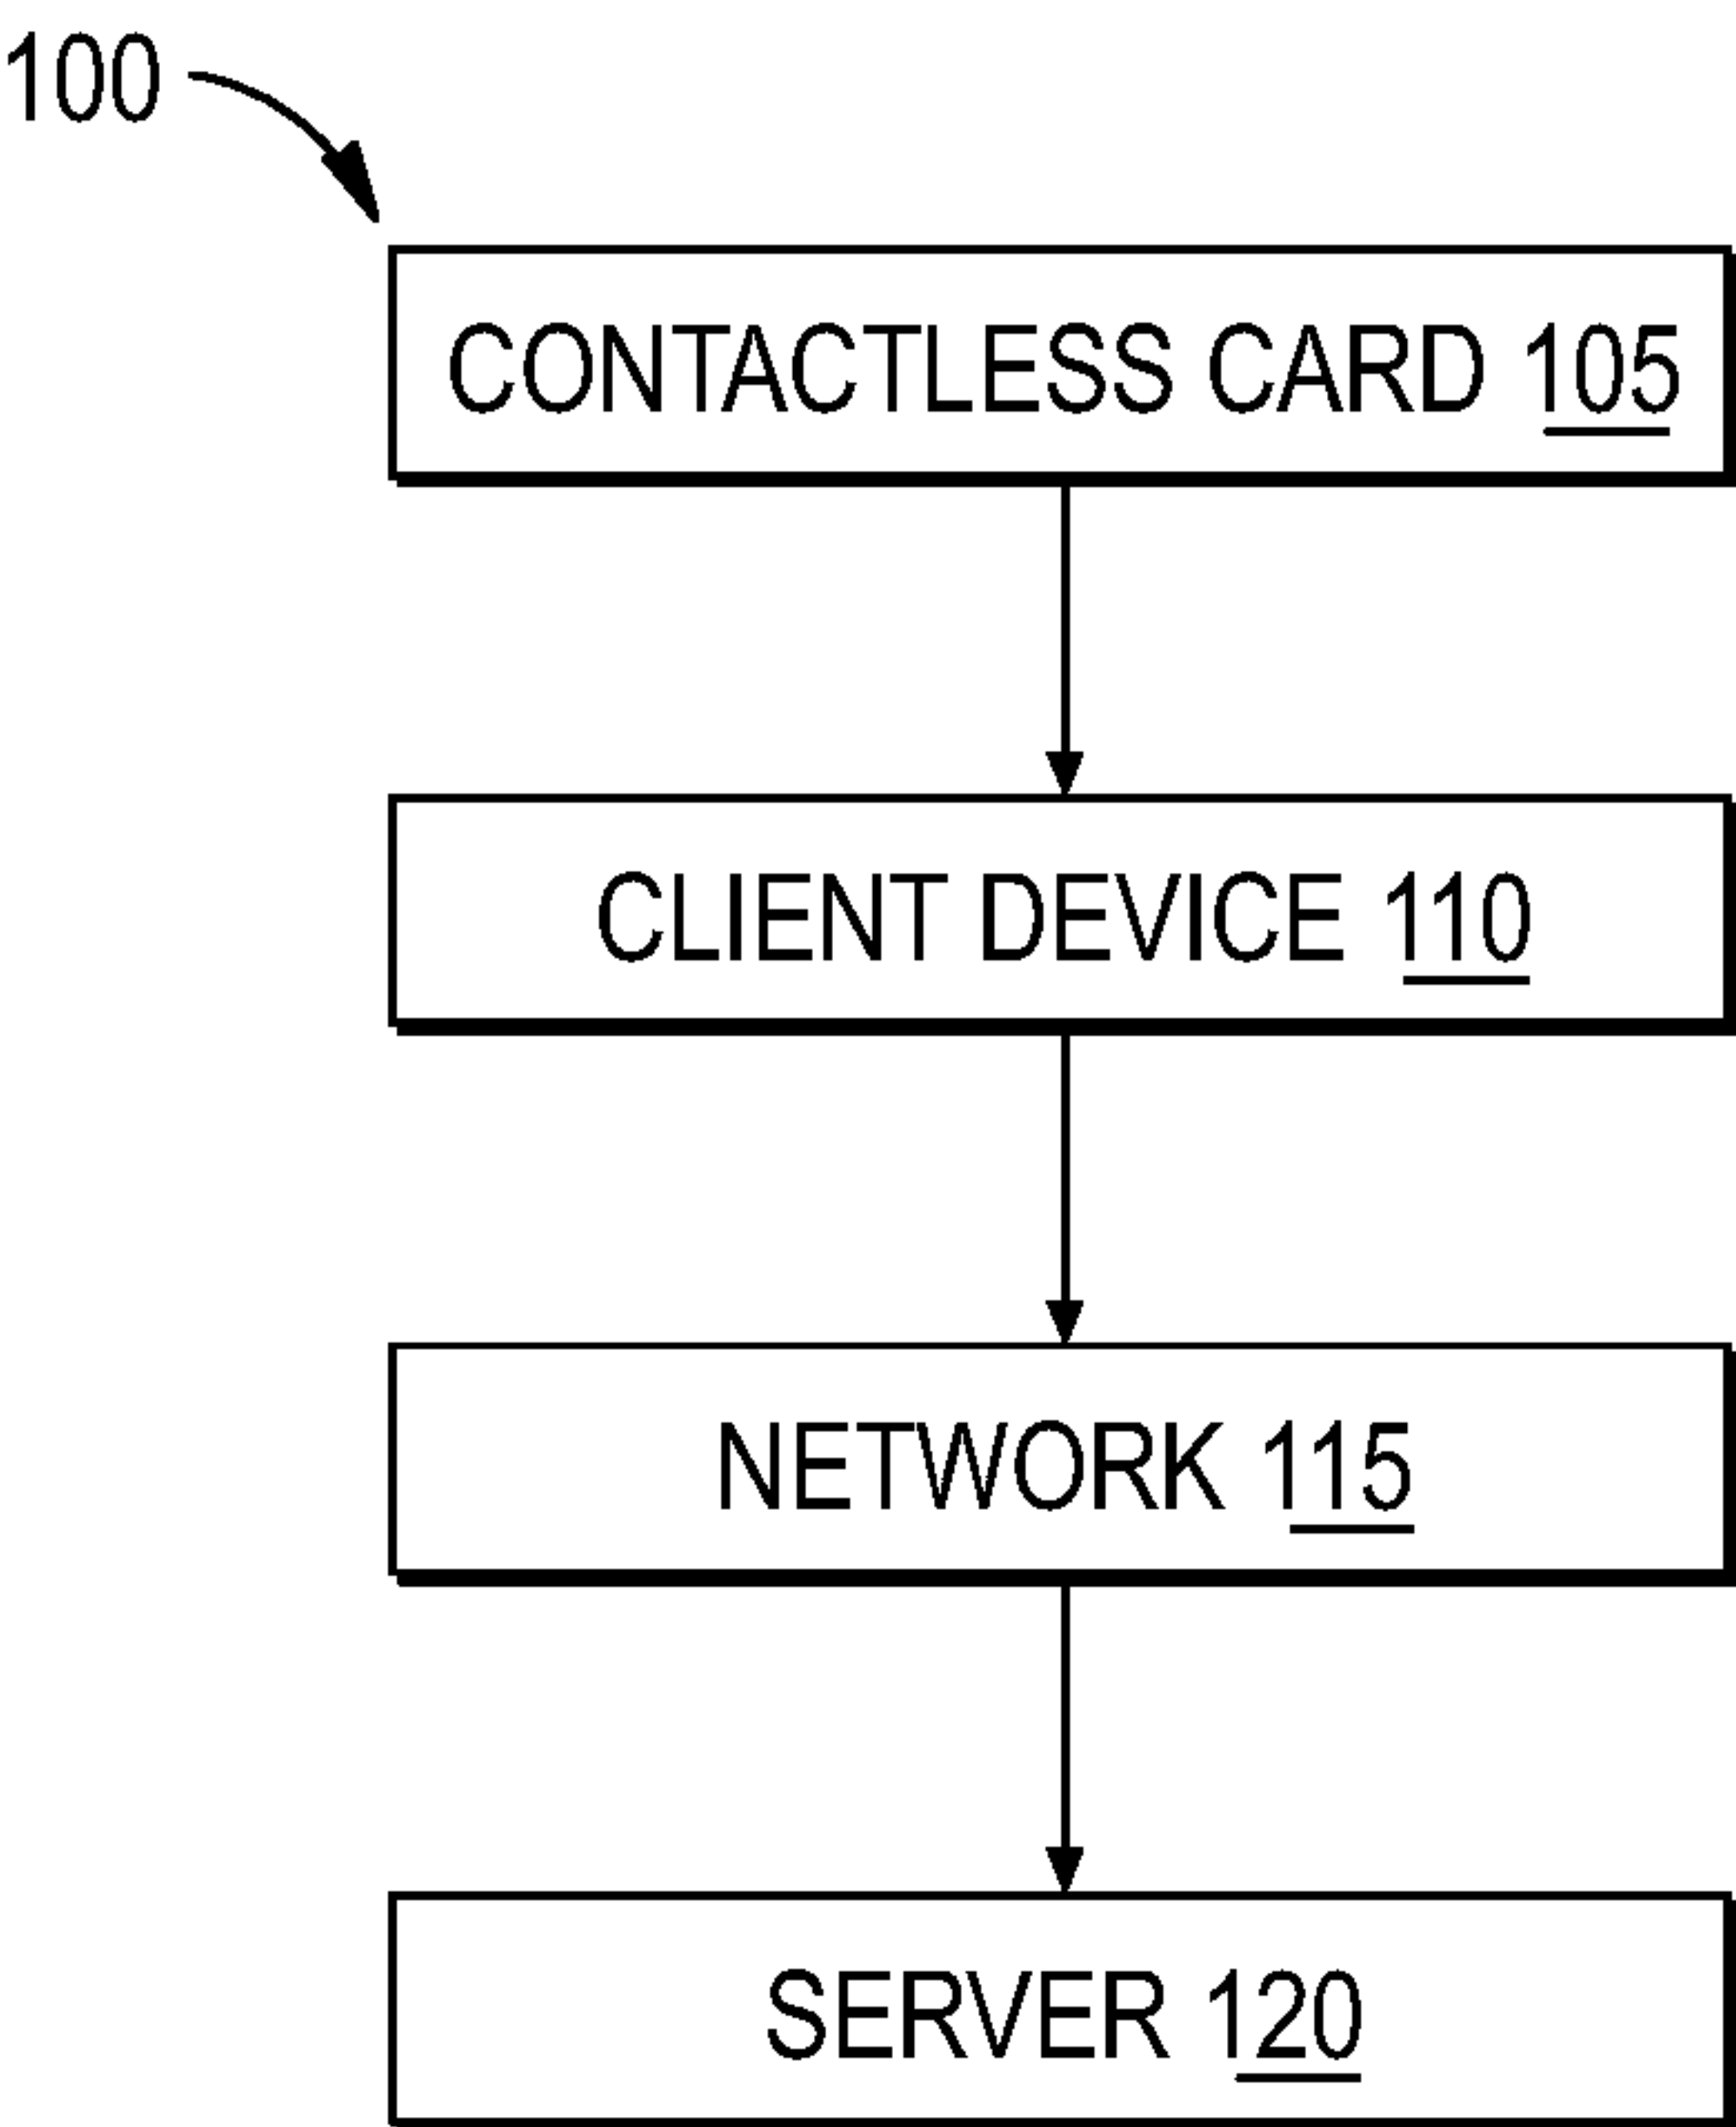 100
CONTACTLESS CARD 105
CLIENT DEVICE 110
NETWORK 115
SERVER 120